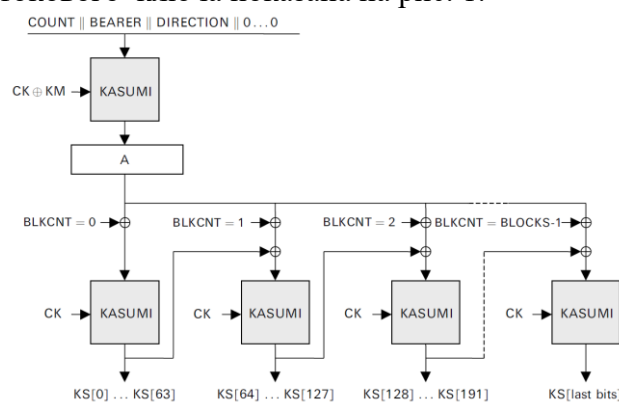 COUNT || BEARER || DIRECTION || 0...0
CK ⊕ KM
KASUMI
A
BLKCNT = 0
BLKCNT = 1
BLKCNT = 2
BLKCNT = BLOCKS-1
CK
KASUMI
CK
KASUMI
CK
KASUMI
CK
KASUMI
KS[0] ... KS[63]
KS[64] ... KS[127]
KS[128] ... KS[191]
KS[last bits]